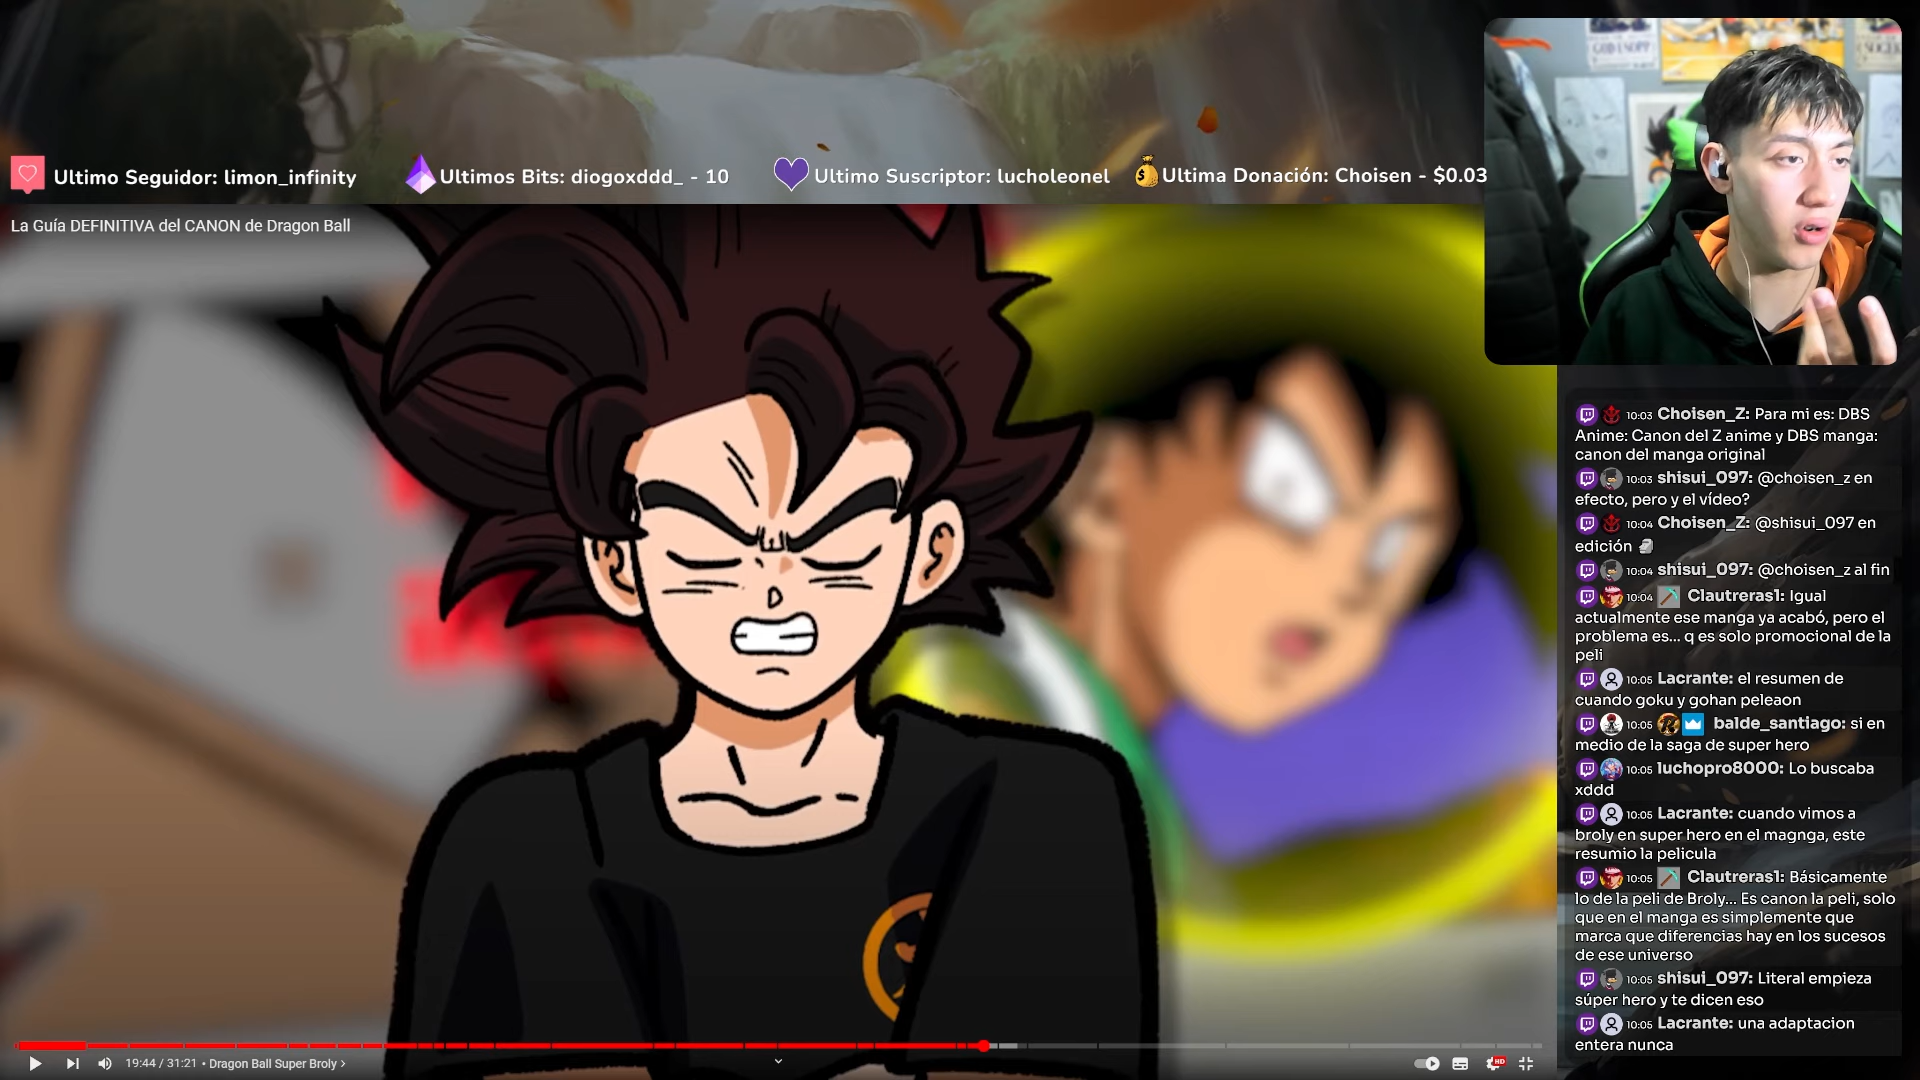 Ultimo Seguidor: limon_infinity
Ultimos Bits: diogoxddd_ - 10
Ultimo Suscriptor: lucholeonel
Ultima Donación: Choisen - $0.03
La Guía DEFINITIVA del CANON de Dragon Ball
10:03 Choisen_Z: Para mi es: DBS
Anime: Canon del Z anime y DBS manga:
canon del manga original
10:03 shisui_097: @choisen_z en
efecto, pero y el vídeo?
10:04 Choisen_Z: @shisui_097 en
edición 🗿
10:04 shisui_097: @choisen_z al fin
10:04 Clautreras1: Igual
actualmente ese manga ya acabó, pero el
problema es... q es solo promocional de la
peli
10:05 Lacrante: el resumen de
cuando goku y gohan peleaon
10:05 balde_santiago: si en
medio de la saga de super hero
10:05 luchopro8000: Lo buscaba
xddd
10:05 Lacrante: cuando vimos a
broly en super hero en el magnga, este
resumio la pelicula
10:05 Clautreras1: Básicamente
lo de la peli de Broly... Es canon la peli, solo
que en el manga es simplemente que
marca que diferencias hay en los sucesos
de ese universo
10:05 shisui_097: Literal empieza
súper hero y te dicen eso
10:05 Lacrante: una adaptacion
entera nunca
19:44 / 31:21 • Dragon Ball Super Broly >
HD